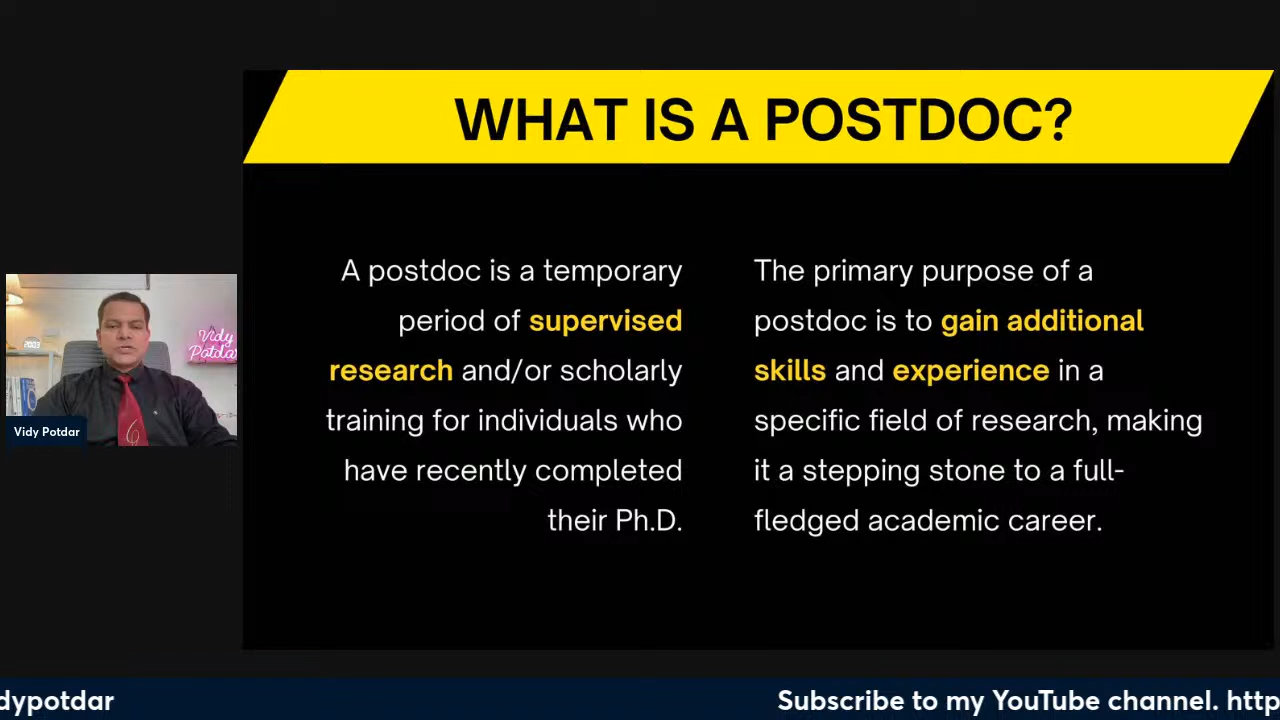 WHAT IS A POSTDOC?
A postdoc is a temporary
period of supervised
research and/or scholarly
training for individuals who
have recently completed
their Ph.D.
The primary purpose of a
postdoc is to gain additional
skills and experience in a
specific field of research, making
it a stepping stone to a full-
fledged academic career.
Vidy
Potdar
2003
Vidy Potdar
dypotdar
Subscribe to my YouTube channel. http